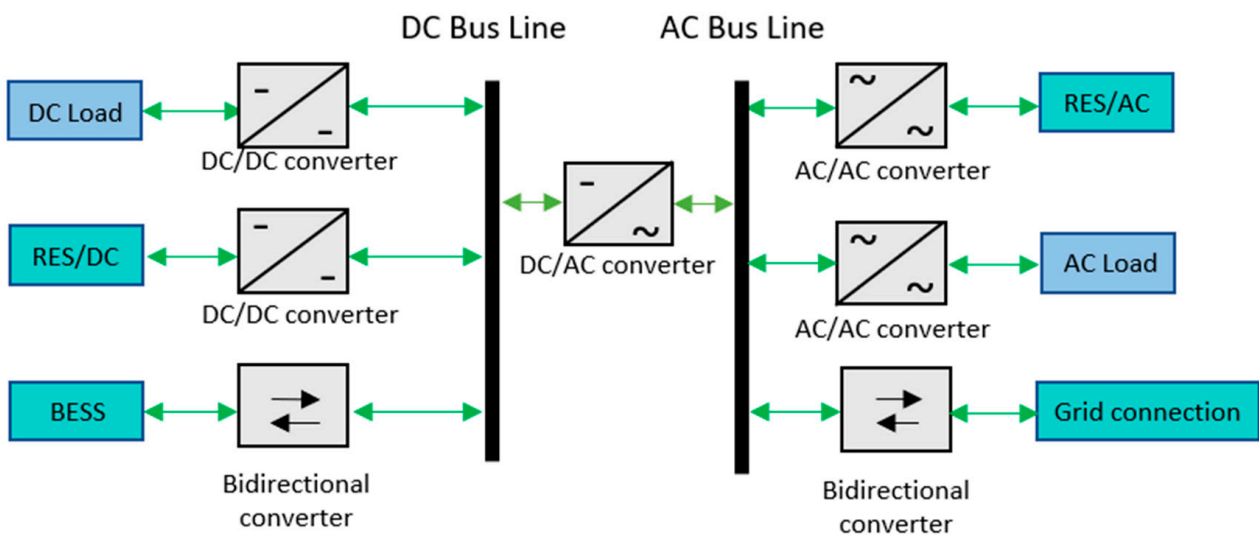 DC Bus Line
AC Bus Line
DC Load
DC/DC converter
RES/DC
DC/DC converter
BESS
Bidirectional
converter
DC/AC converter
RES/AC
AC/AC converter
AC Load
AC/AC converter
Grid connection
Bidirectional
converter